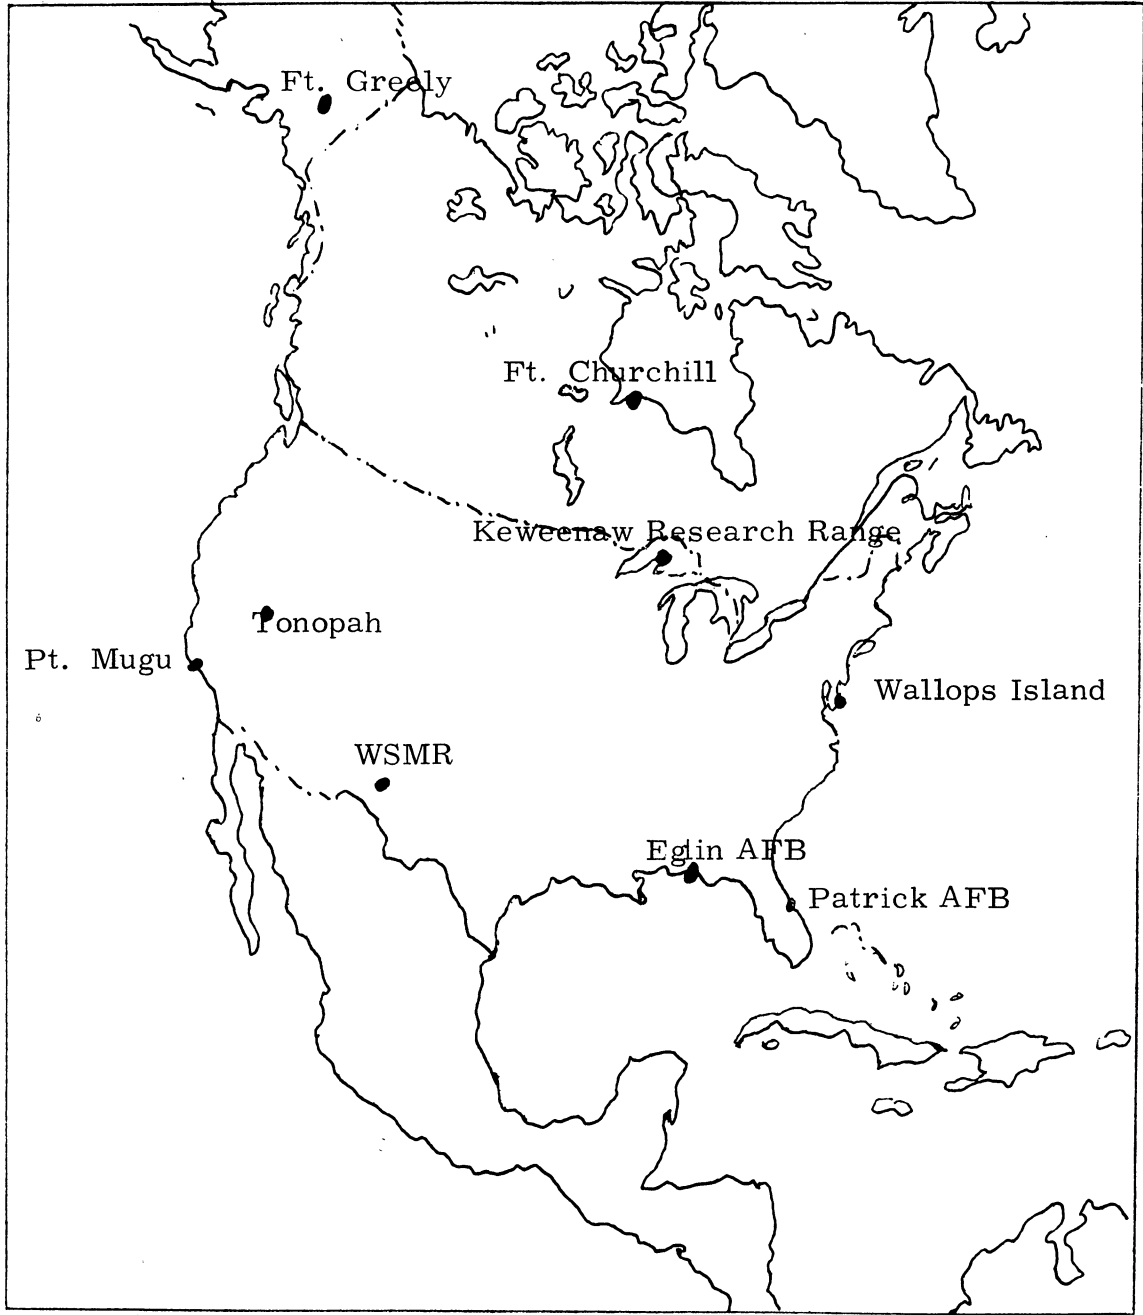 Ft. Greely
Ft. Churchill
Keweenaw Research Range
Tonopah
Pt. Mugu
Wallops Island
WSMR
Eglin AFB
Patrick AFB